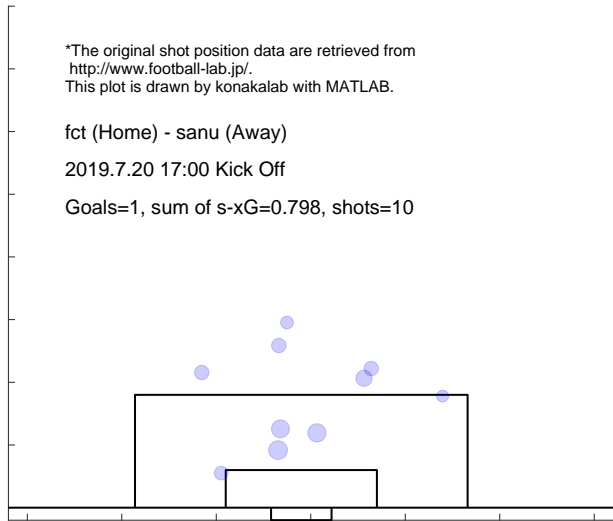 *The original shot position data are retrieved from
http://www.football-lab.jp/.
This plot is drawn by konakalab with MATLAB.
fct (Home) - sanu (Away)
2019.7.20 17:00 Kick Off
Goals=1, sum of s-xG=0.798, shots=10